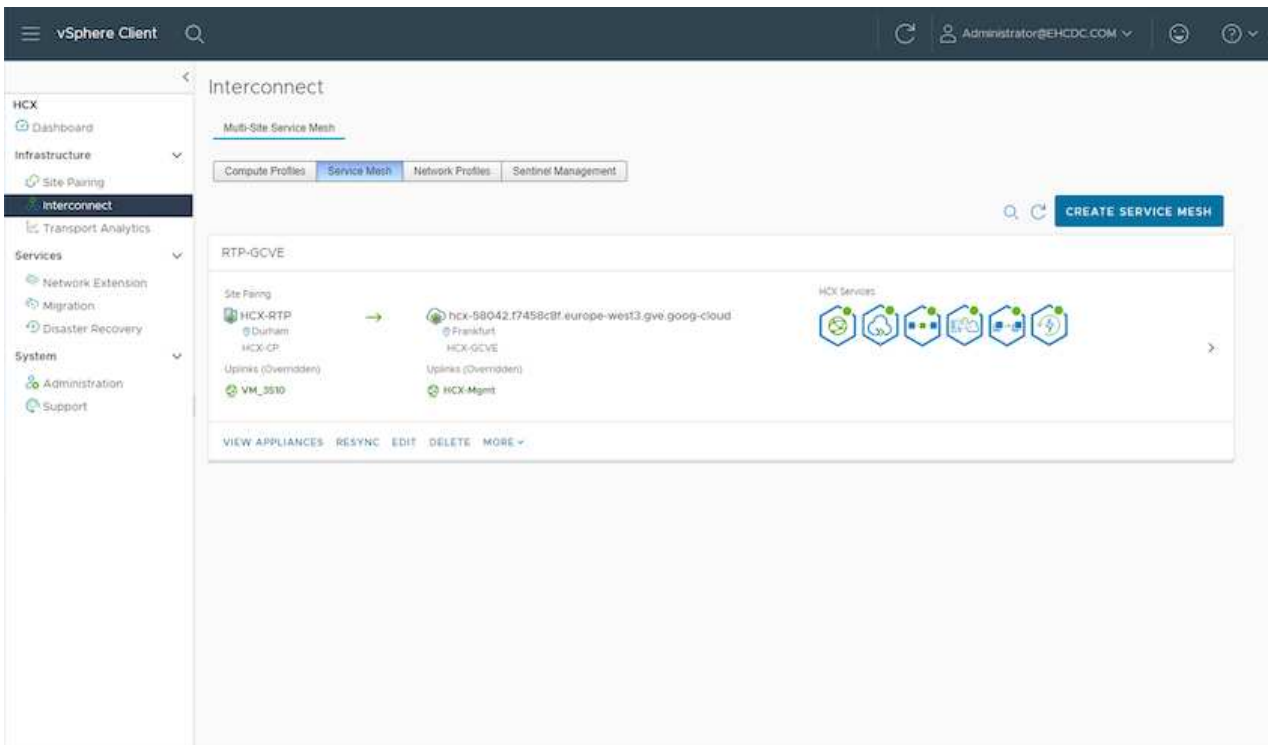 vSphere Client
Administrator@EHCDC.COM
HCX
Dashboard
Infrastructure
Site Pairing
Interconnect
Transport Analytics
Services
Network Extension
Migration
Disaster Recovery
System
Administration
Support
Interconnect
Multi-Site Service Mesh
Compute Profiles Service Mesh Network Profiles Sentinel Management
CREATE SERVICE MESH
RTP-GCVE
Site Pairing
HCX-RTP
Durham
HCX-CP
Uplinks (Overridden)
VM_3510
hcx-58042.f7458c8f.europe-west3.gve.goog-cloud
Frankfurt
HCX-GCVE
Uplinks (Overridden)
HCX-Mgmt
HCX Services
VIEW APPLIANCES RESYNC EDIT DELETE MORE